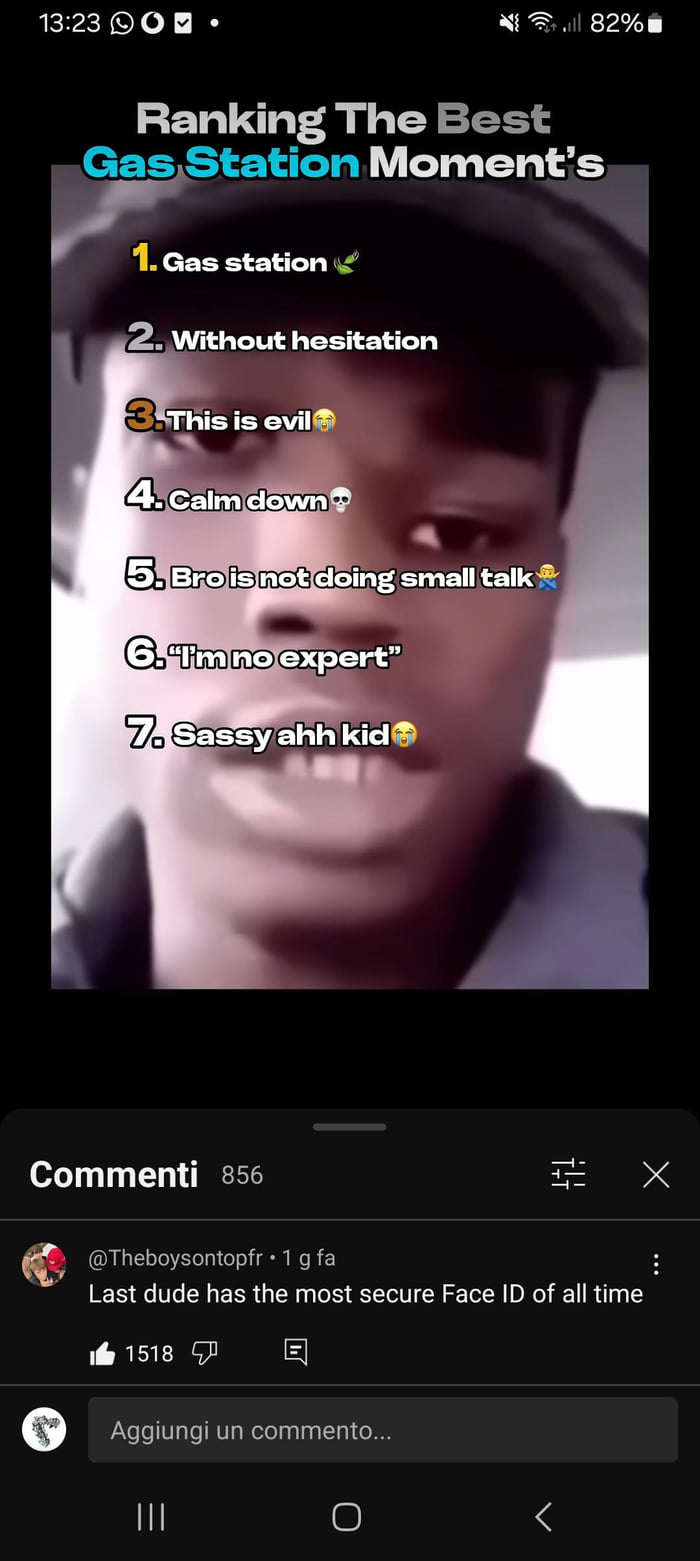 13:23
82%
Ranking The Best
Gas Station Moment's
1. Gas station 🌿
2. Without hesitation
3. This is evil😭
4. Calm down💀
5. Bro is not doing small talk🙅‍♂️
6. “I'm no expert”
7. Sassy ahh kid😭
Commenti 856
@Theboysontopfr • 1 g fa
Last dude has the most secure Face ID of all time
1518
Aggiungi un commento...